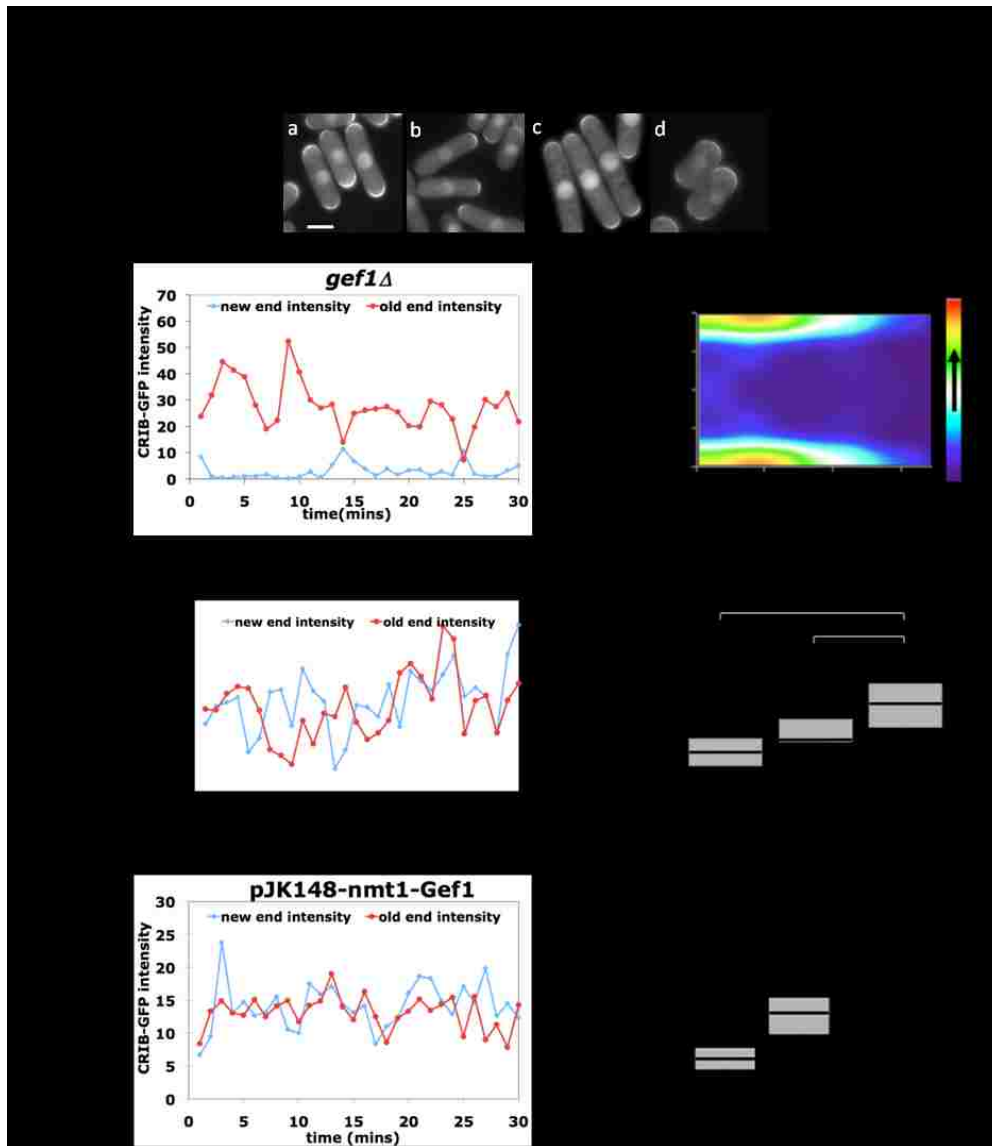 a b c d
gef1Δ
new end intensity old end intensity
70
60
50
40
30
20
10
0
CRIB-GFP intensity
0 5 10 15 20 25 30
time(mins)
new end intensity old end intensity
pJK148-nmt1-Gef1
new end intensity old end intensity
30
25
20
15
10
5
0
CRIB-GFP intensity
0 5 10 15 20 25 30
time (mins)